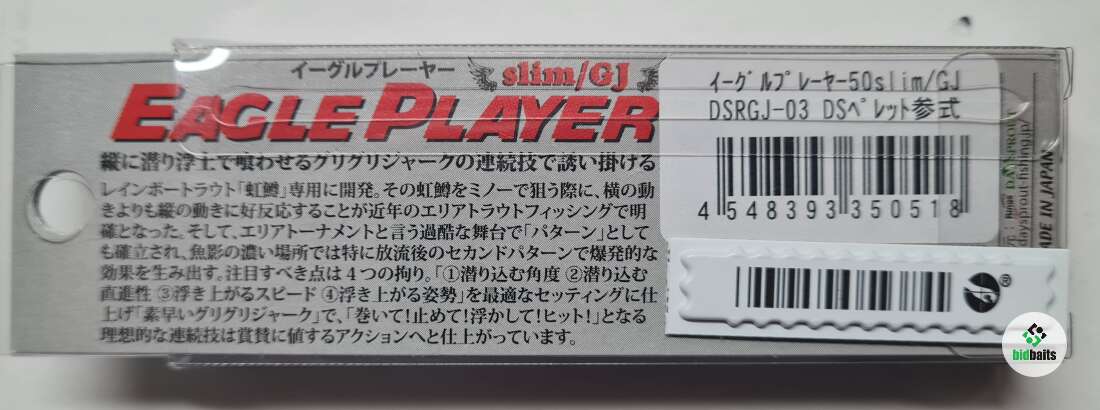 イーグルプレーヤー
slim/GJ
EAGLE PLAYER
縦に潜り浮上で喰わせるグリグリジャークの連続技で誘い掛ける
レインボートラウト「虹鱒」専用に開発。その虹鱒をミノーで狙う際に、横の動
きよりも縦の動きに好反応することが近年のエリアトラウトフィッシングで明
確となった。そして、エリアトーナメントと言う過酷な舞台で「パターン」として
も確立され、魚影の濃い場所では特に放流後のセカンドパターンで爆発的な
効果を生み出す。注目すべき点は４つの拘り。「①潜り込む角度 ②潜り込む
直進性 ③浮き上がるスピード ④浮き上がる姿勢」を最適なセッティングに仕
上げ「素早いグリグリジャーク」で、「巻いて!止めて!浮かして!ヒット!」となる
理想的な連続技は賞賛に値するアクションへと仕上がっています。
ｲｰｸﾞﾙﾌﾟﾚｰﾔｰ50slim/GJ
DSRGJ-03 DSﾍﾟﾚｯﾄ参式
4 548393 350518
DAYSPROUT
daysprout-fishing.jp/
MADE IN JAPAN
®
bidbaits